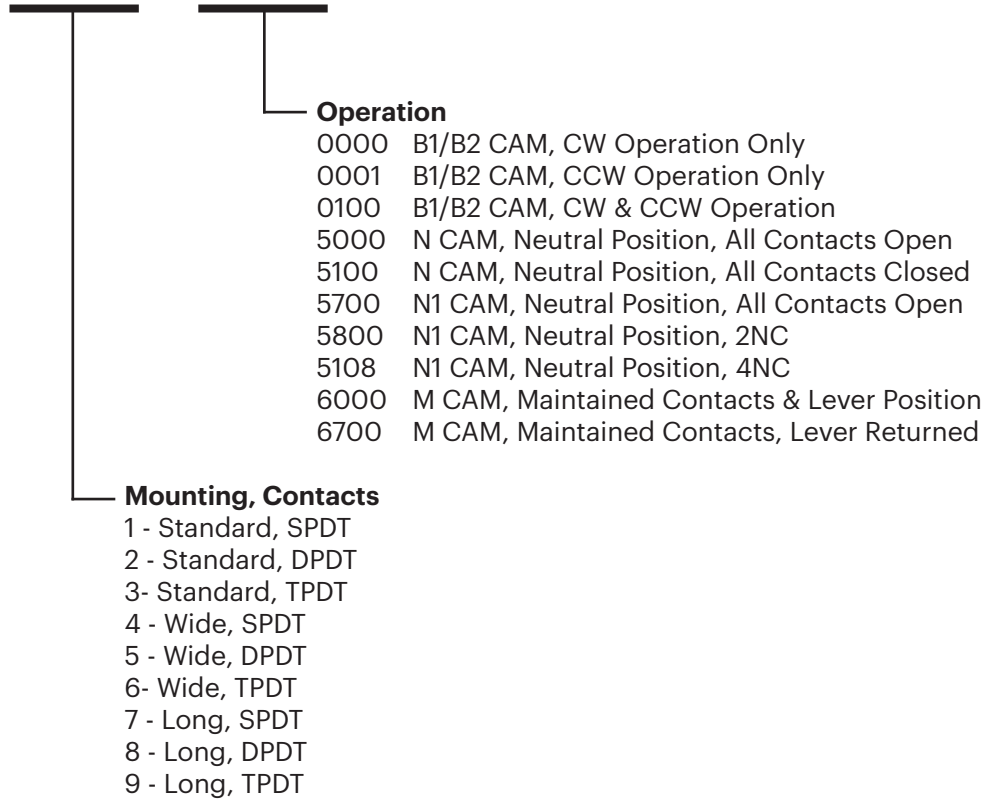 Operation
0000 B1/B2 CAM, CW Operation Only
0001 B1/B2 CAM, CCW Operation Only
0100 B1/B2 CAM, CW & CCW Operation
5000 N CAM, Neutral Position, All Contacts Open
5100 N CAM, Neutral Position, All Contacts Closed
5700 N1 CAM, Neutral Position, All Contacts Open
5800 N1 CAM, Neutral Position, 2NC
5108 N1 CAM, Neutral Position, 4NC
6000 M CAM, Maintained Contacts & Lever Position
6700 M CAM, Maintained Contacts, Lever Returned
Mounting, Contacts
1 - Standard, SPDT
2 - Standard, DPDT
3- Standard, TPDT
4 - Wide, SPDT
5 - Wide, DPDT
6- Wide, TPDT
7 - Long, SPDT
8 - Long, DPDT
9 - Long, TPDT